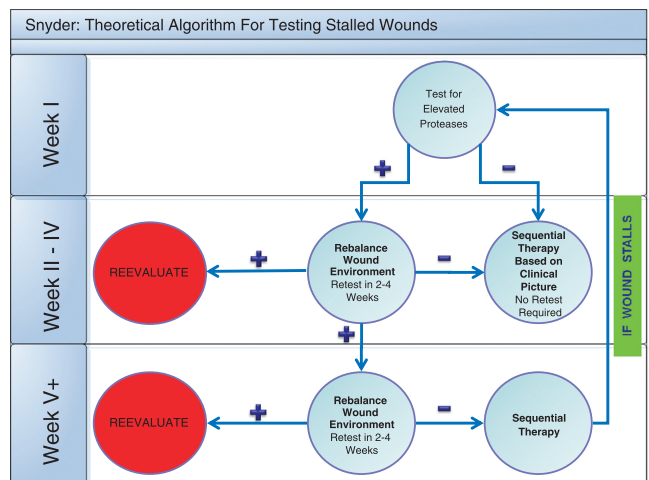 Snyder: Theoretical Algorithm For Testing Stalled Wounds
Week I
Test for
Elevated
Proteases
+
-
Week II - IV
REEVALUATE
+
Rebalance
Wound
Environment
Retest in 2-4
Weeks
-
Sequential
Therapy
Based on
Clinical
Picture
No Retest
Required
IF WOUND STALLS
+
Week V+
REEVALUATE
+
Rebalance
Wound
Environment
Retest in 2-4
Weeks
-
Sequential
Therapy